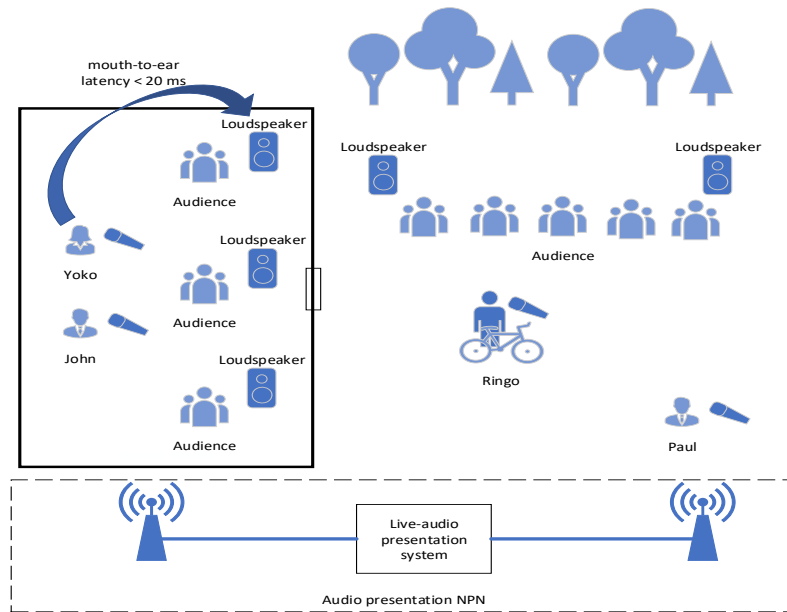 mouth-to-ear
latency < 20 ms
Loudspeaker
Audience
Loudspeaker
Yoko
Audience
John
Loudspeaker
Audience
Loudspeaker
Loudspeaker
Audience
Ringo
Paul
Live-audio
presentation
system
Audio presentation NPN